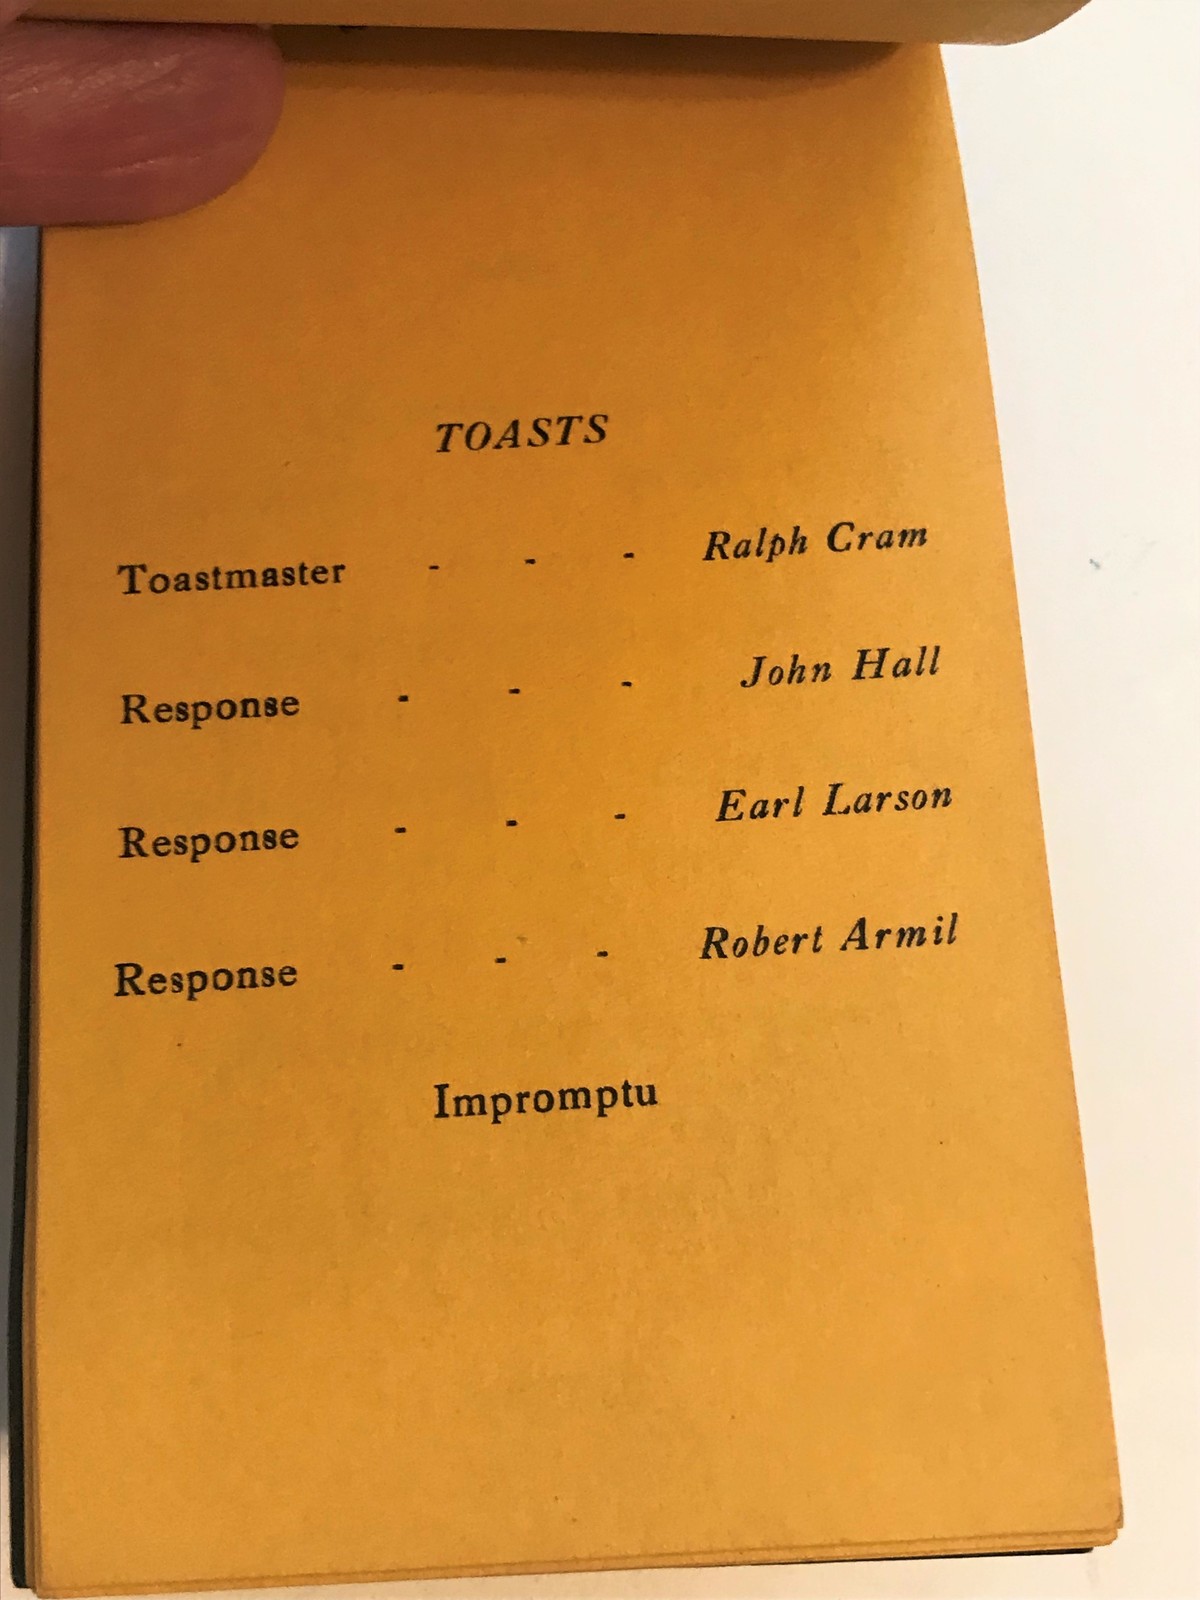 TOASTS
Toastmaster - - - Ralph Cram
Response - - - John Hall
Response - - - Earl Larson
Response - - - Robert Armil
Impromptu